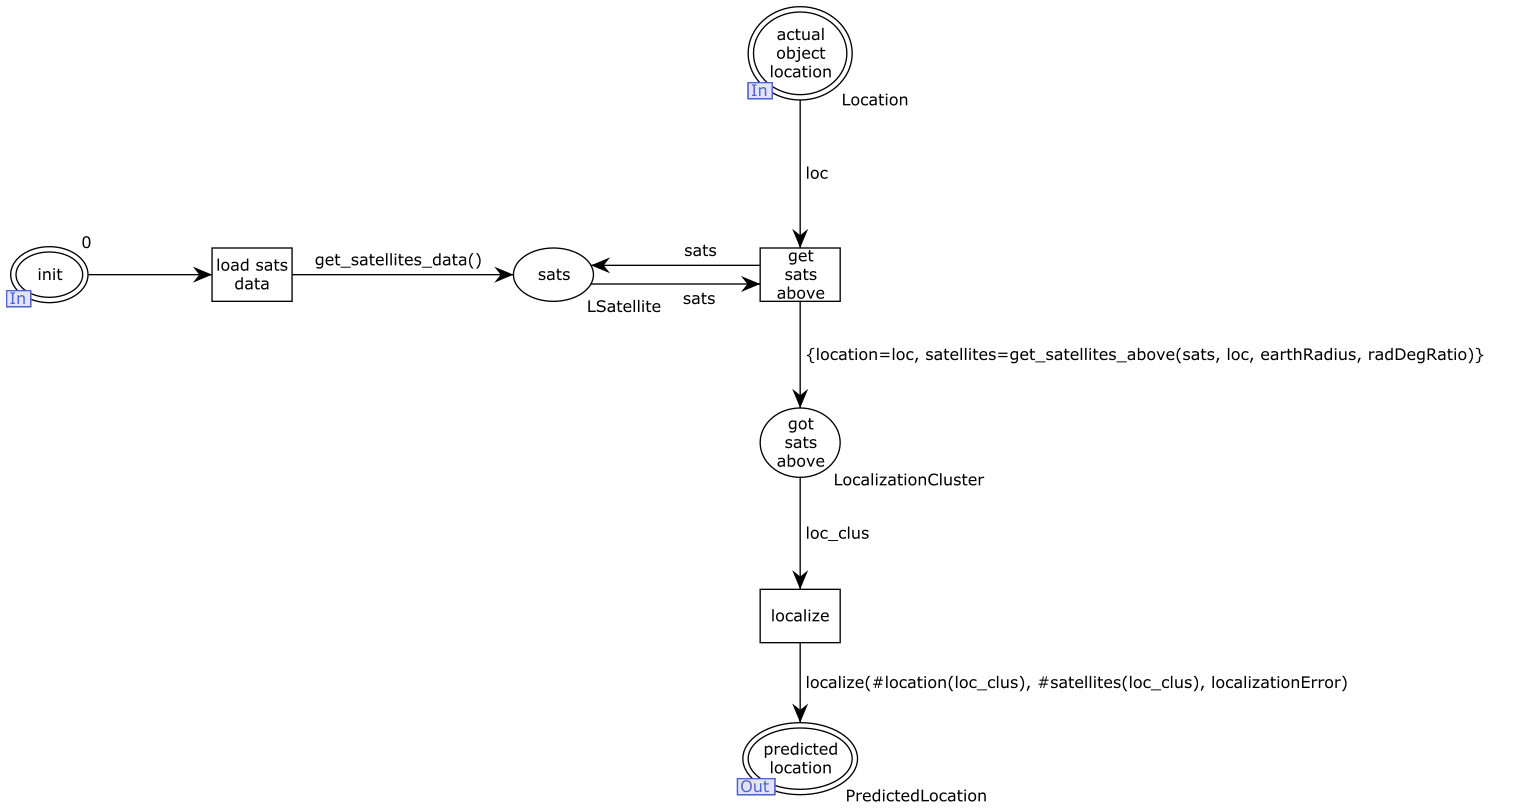 actual
object
location
In
Location
loc
0
init
In
load sats
data
get_satellites_data()
sats
LSatellite
sats
sats
get
sats
above
{location=loc, satellites=get_satellites_above(sats, loc, earthRadius, radDegRatio)}
got
sats
above
LocalizationCluster
loc_clus
localize
localize(#location(loc_clus), #satellites(loc_clus), localizationError)
predicted
location
Out
PredictedLocation